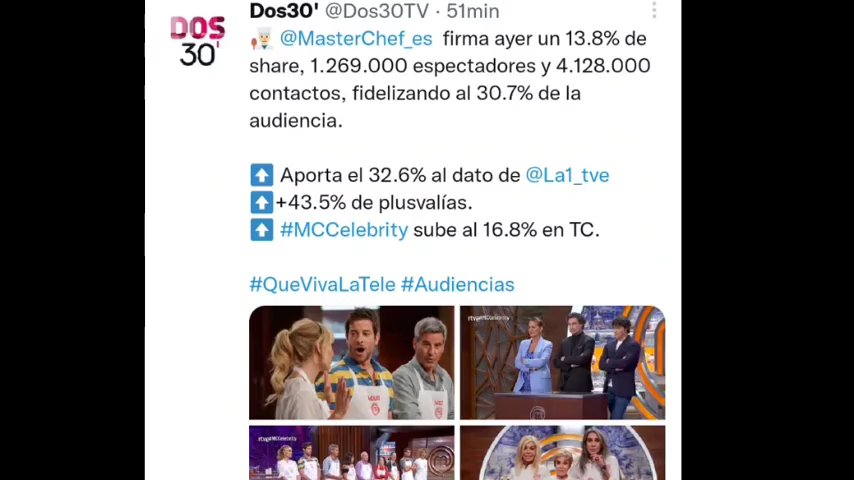 DOS
30'
Dos30' @Dos30TV · 51min
@MasterChef_es firma ayer un 13.8% de
share, 1.269.000 espectadores y 4.128.000
contactos, fidelizando al 30.7% de la
audiencia.
Aporta el 32.6% al dato de @La1_tve
+43.5% de plusvalías.
#MCCelebrity sube al 16.8% en TC.
#QueVivaLaTele #Audiencias
#tvpMCCelebrity
#tvpMCCelebrity